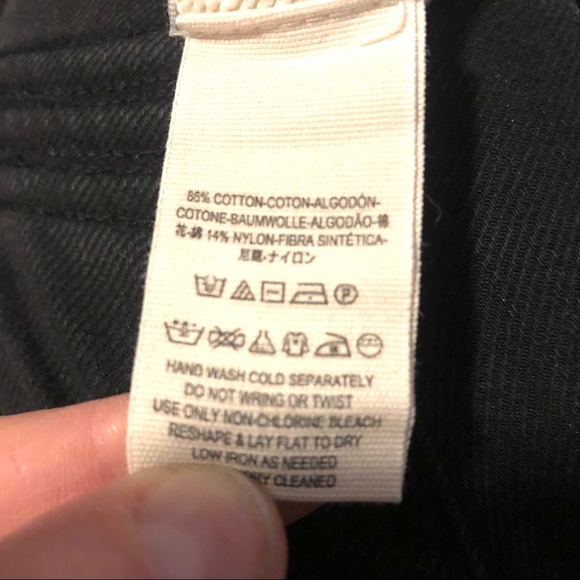 86% COTTON-COTON-ALGODÓN-
COTONE-BAUMWOLLE-ALGODÃO-棉
花-綿 14% NYLON-FIBRA SINTÉTICA-
尼龍-ナイロン
HAND WASH COLD SEPARATELY
DO NOT WRING OR TWIST
USE ONLY NON-CHLORINE BLEACH
RESHAPE & LAY FLAT TO DRY
LOW IRON AS NEEDED
DRY CLEANED